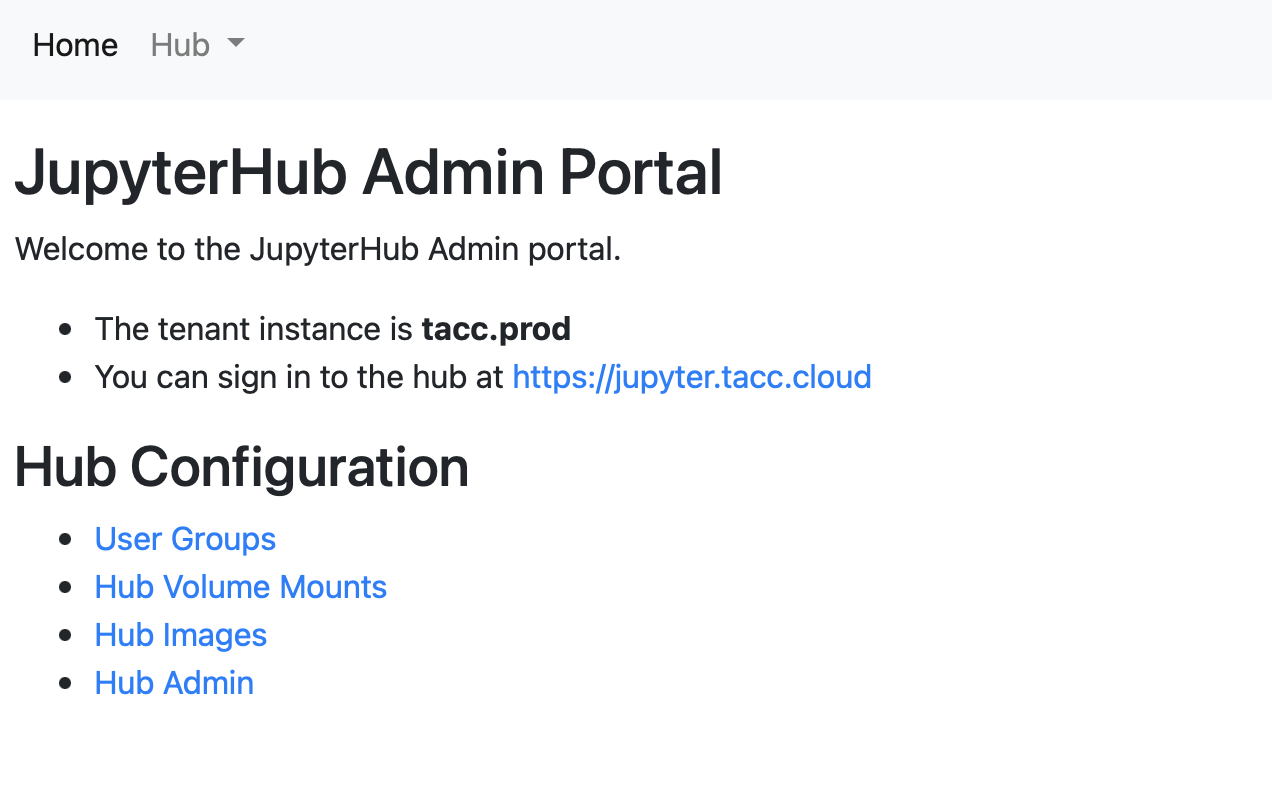 Home Hub
JupyterHub Admin Portal
Welcome to the JupyterHub Admin portal.
The tenant instance is tacc.prod
You can sign in to the hub at https://jupyter.tacc.cloud
Hub Configuration
User Groups
Hub Volume Mounts
Hub Images
Hub Admin